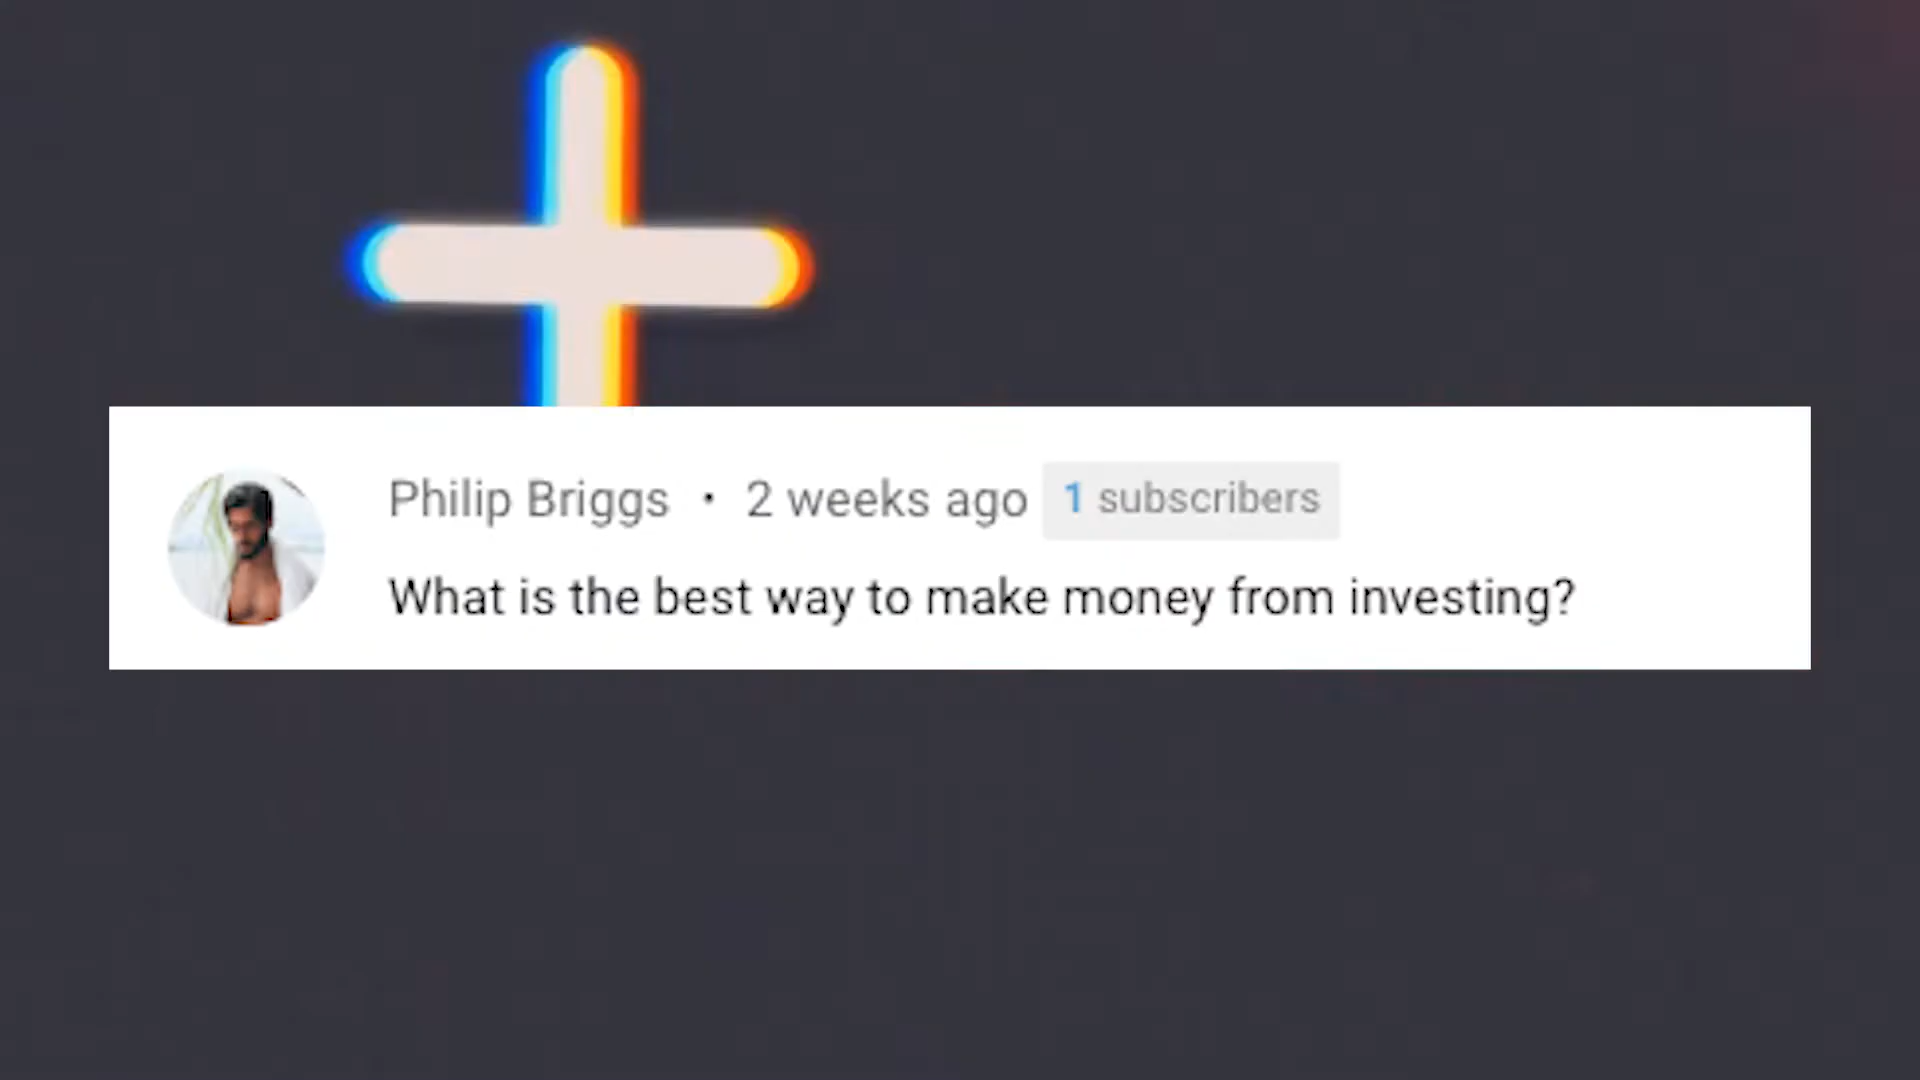 Philip Briggs • 2 weeks ago 1 subscribers
What is the best way to make money from investing?